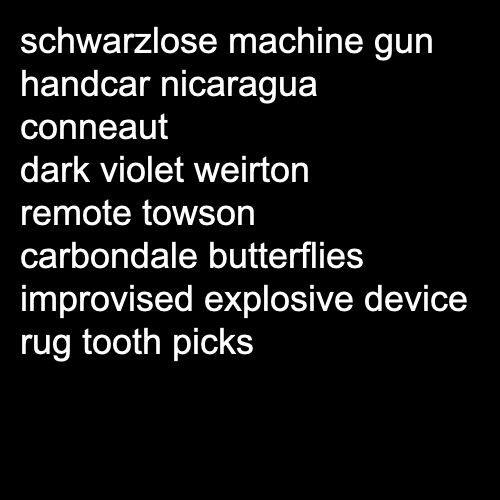 schwarzlose machine gun
handcar nicaragua
conneaut
dark violet weirton
remote towson
carbondale butterflies
improvised explosive device
rug tooth picks